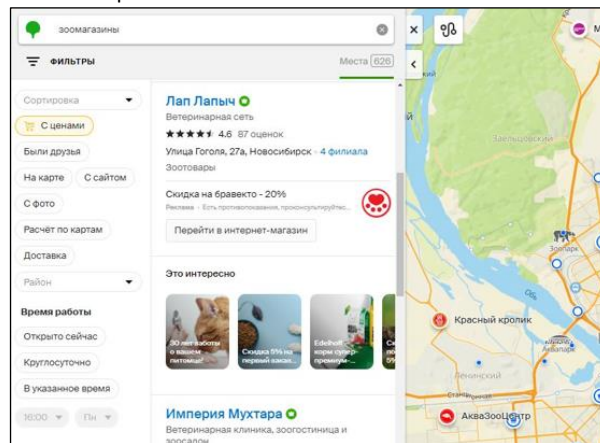 зоомагазины
ФИЛЬТРЫ
Места 626
Сортировка
С ценами
Были друзья
На карте
С сайтом
С фото
Расчёт по картам
Доставка
Район
Время работы
Открыто сейчас
Круглосуточно
В указанное время
16:00
Пн
Лап Лапыч
Ветеринарная сеть
4.6 87 оценок
Улица Гоголя, 27а, Новосибирск · 4 филиала
Зоотовары
Скидка на бравекто - 20%
Реклама · Есть противопоказания, проконсультируйтес...
Перейти в интернет-магазин
Это интересно
30 лет заботы
о вашем
питомце!
Скидка 5% на
первый заказ...
Edelhoff
корм супер-
премиум-...
Империя Мухтара
Ветеринарная клиника, зоогостиница и
зоосалон
Заельцовский
Зоопарк
Обь
Красный кролик
Аквапарк
Ленинский
АкваЗооЦентр